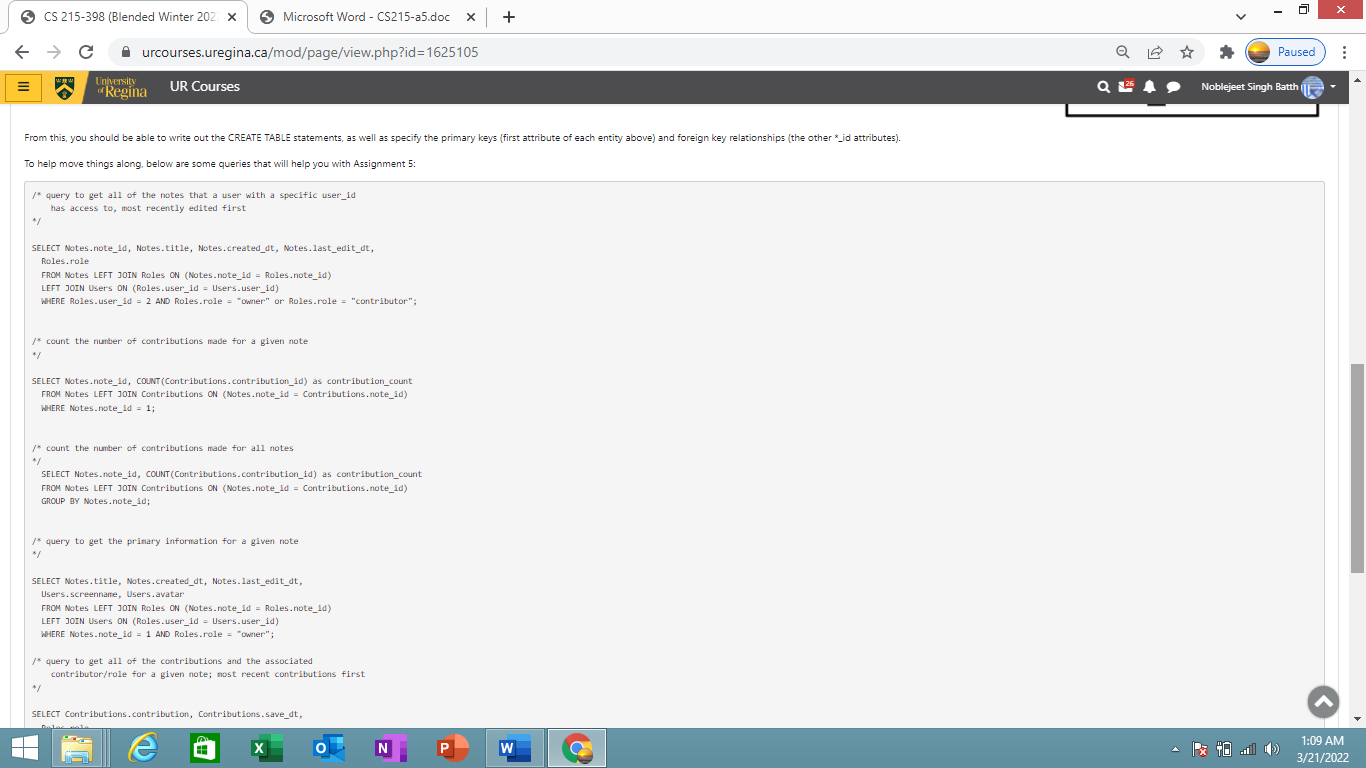 CS 215-398 (Blended Winter 202
Microsoft Word - CS215-a5.doc
urcourses.uregina.ca/mod/page/view.php?id=1625105
Paused
University of Regina
UR Courses
26
Noblejeet Singh Batth
From this, you should be able to write out the CREATE TABLE statements, as well as specify the primary keys (first attribute of each entity above) and foreign key relationships (the other *_id attributes).
To help move things along, below are some queries that will help you with Assignment 5:
/* query to get all of the notes that a user with a specific user_id
has access to, most recently edited first
*/
SELECT Notes.note_id, Notes.title, Notes.created_dt, Notes.last_edit_dt,
Roles.role
FROM Notes LEFT JOIN Roles ON (Notes.note_id = Roles.note_id)
LEFT JOIN Users ON (Roles.user_id = Users.user_id)
WHERE Roles.user_id = 2 AND Roles.role = "owner" or Roles.role = "contributor";
/* count the number of contributions made for a given note
*/
SELECT Notes.note_id, COUNT(Contributions.contribution_id) as contribution_count
FROM Notes LEFT JOIN Contributions ON (Notes.note_id = Contributions.note_id)
WHERE Notes.note_id = 1;
/* count the number of contributions made for all notes
*/
SELECT Notes.note_id, COUNT(Contributions.contribution_id) as contribution_count
FROM Notes LEFT JOIN Contributions ON (Notes.note_id = Contributions.note_id)
GROUP BY Notes.note_id;
/* query to get the primary information for a given note
*/
SELECT Notes.title, Notes.created_dt, Notes.last_edit_dt,
Users.screenname, Users.avatar
FROM Notes LEFT JOIN Roles ON (Notes.note_id = Roles.note_id)
LEFT JOIN Users ON (Roles.user_id = Users.user_id)
WHERE Notes.note_id = 1 AND Roles.role = "owner";
/* query to get all of the contributions and the associated
contributor/role for a given note; most recent contributions first
*/
SELECT Contributions.contribution, Contributions.save_dt,
Roles.role
1:09 AM
3/21/2022